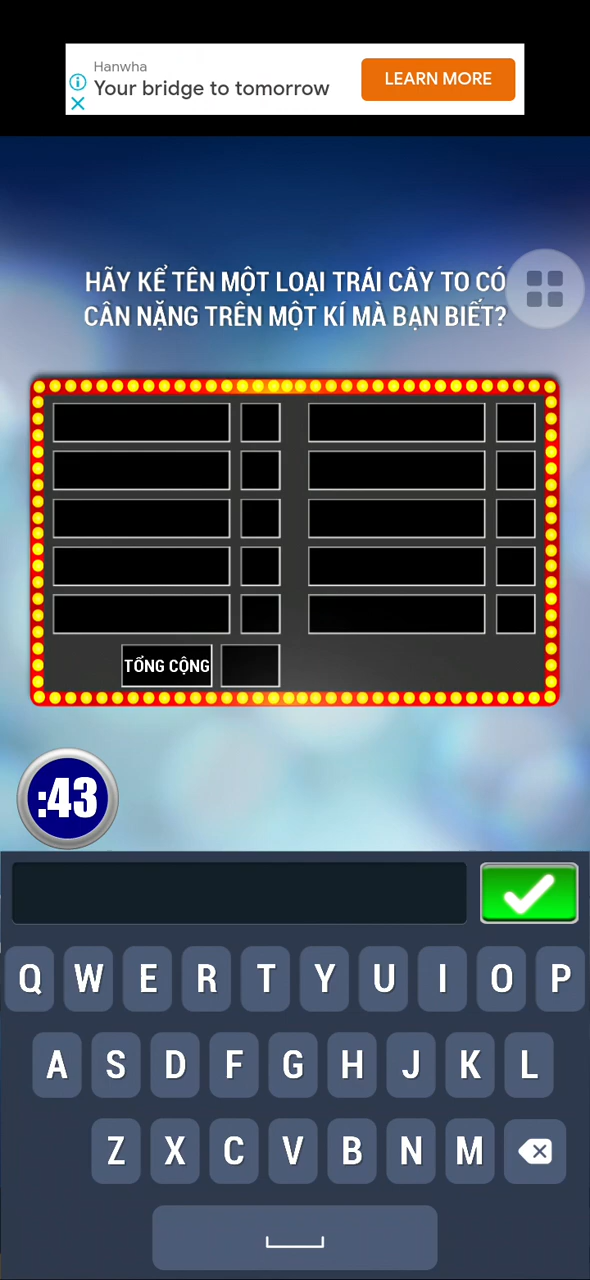 Hanwha
Your bridge to tomorrow
LEARN MORE
HÃY KỂ TÊN MỘT LOẠI TRÁI CÂY TO CÓ
CÂN NẶNG TRÊN MỘT KÍ MÀ BẠN BIẾT?
TỔNG CỘNG
:43
Q W E R T Y U I O P
A S D F G H J K L
Z X C V B N M